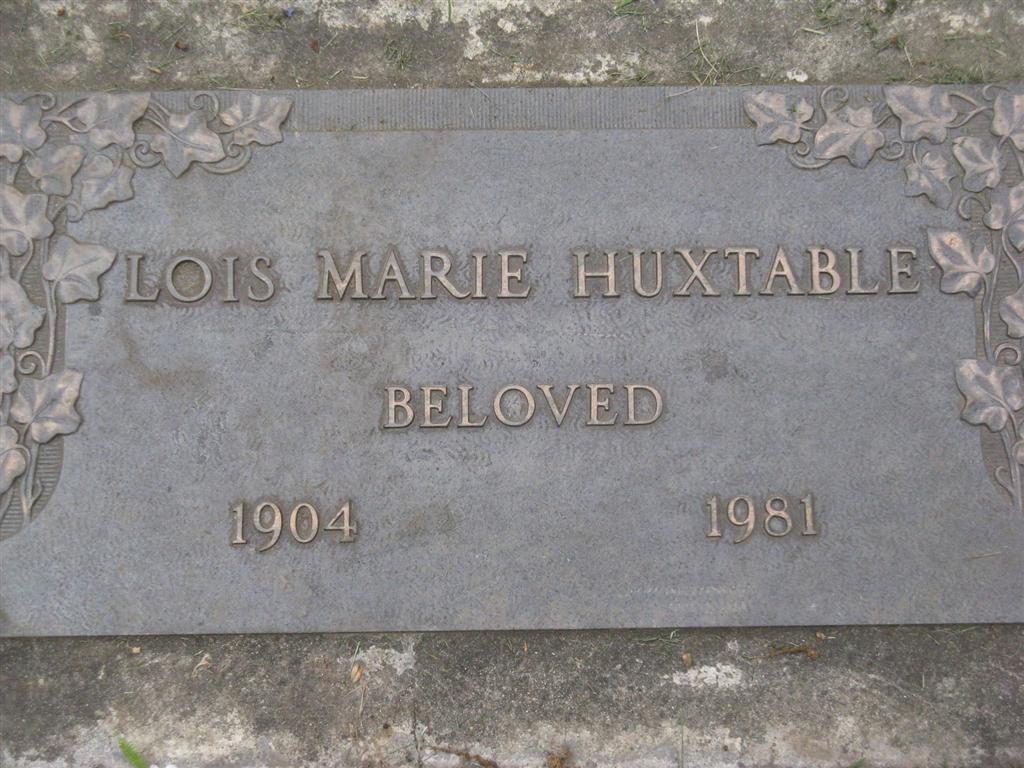 LOIS MARIE HUXTABLE
BELOVED
1904 1981